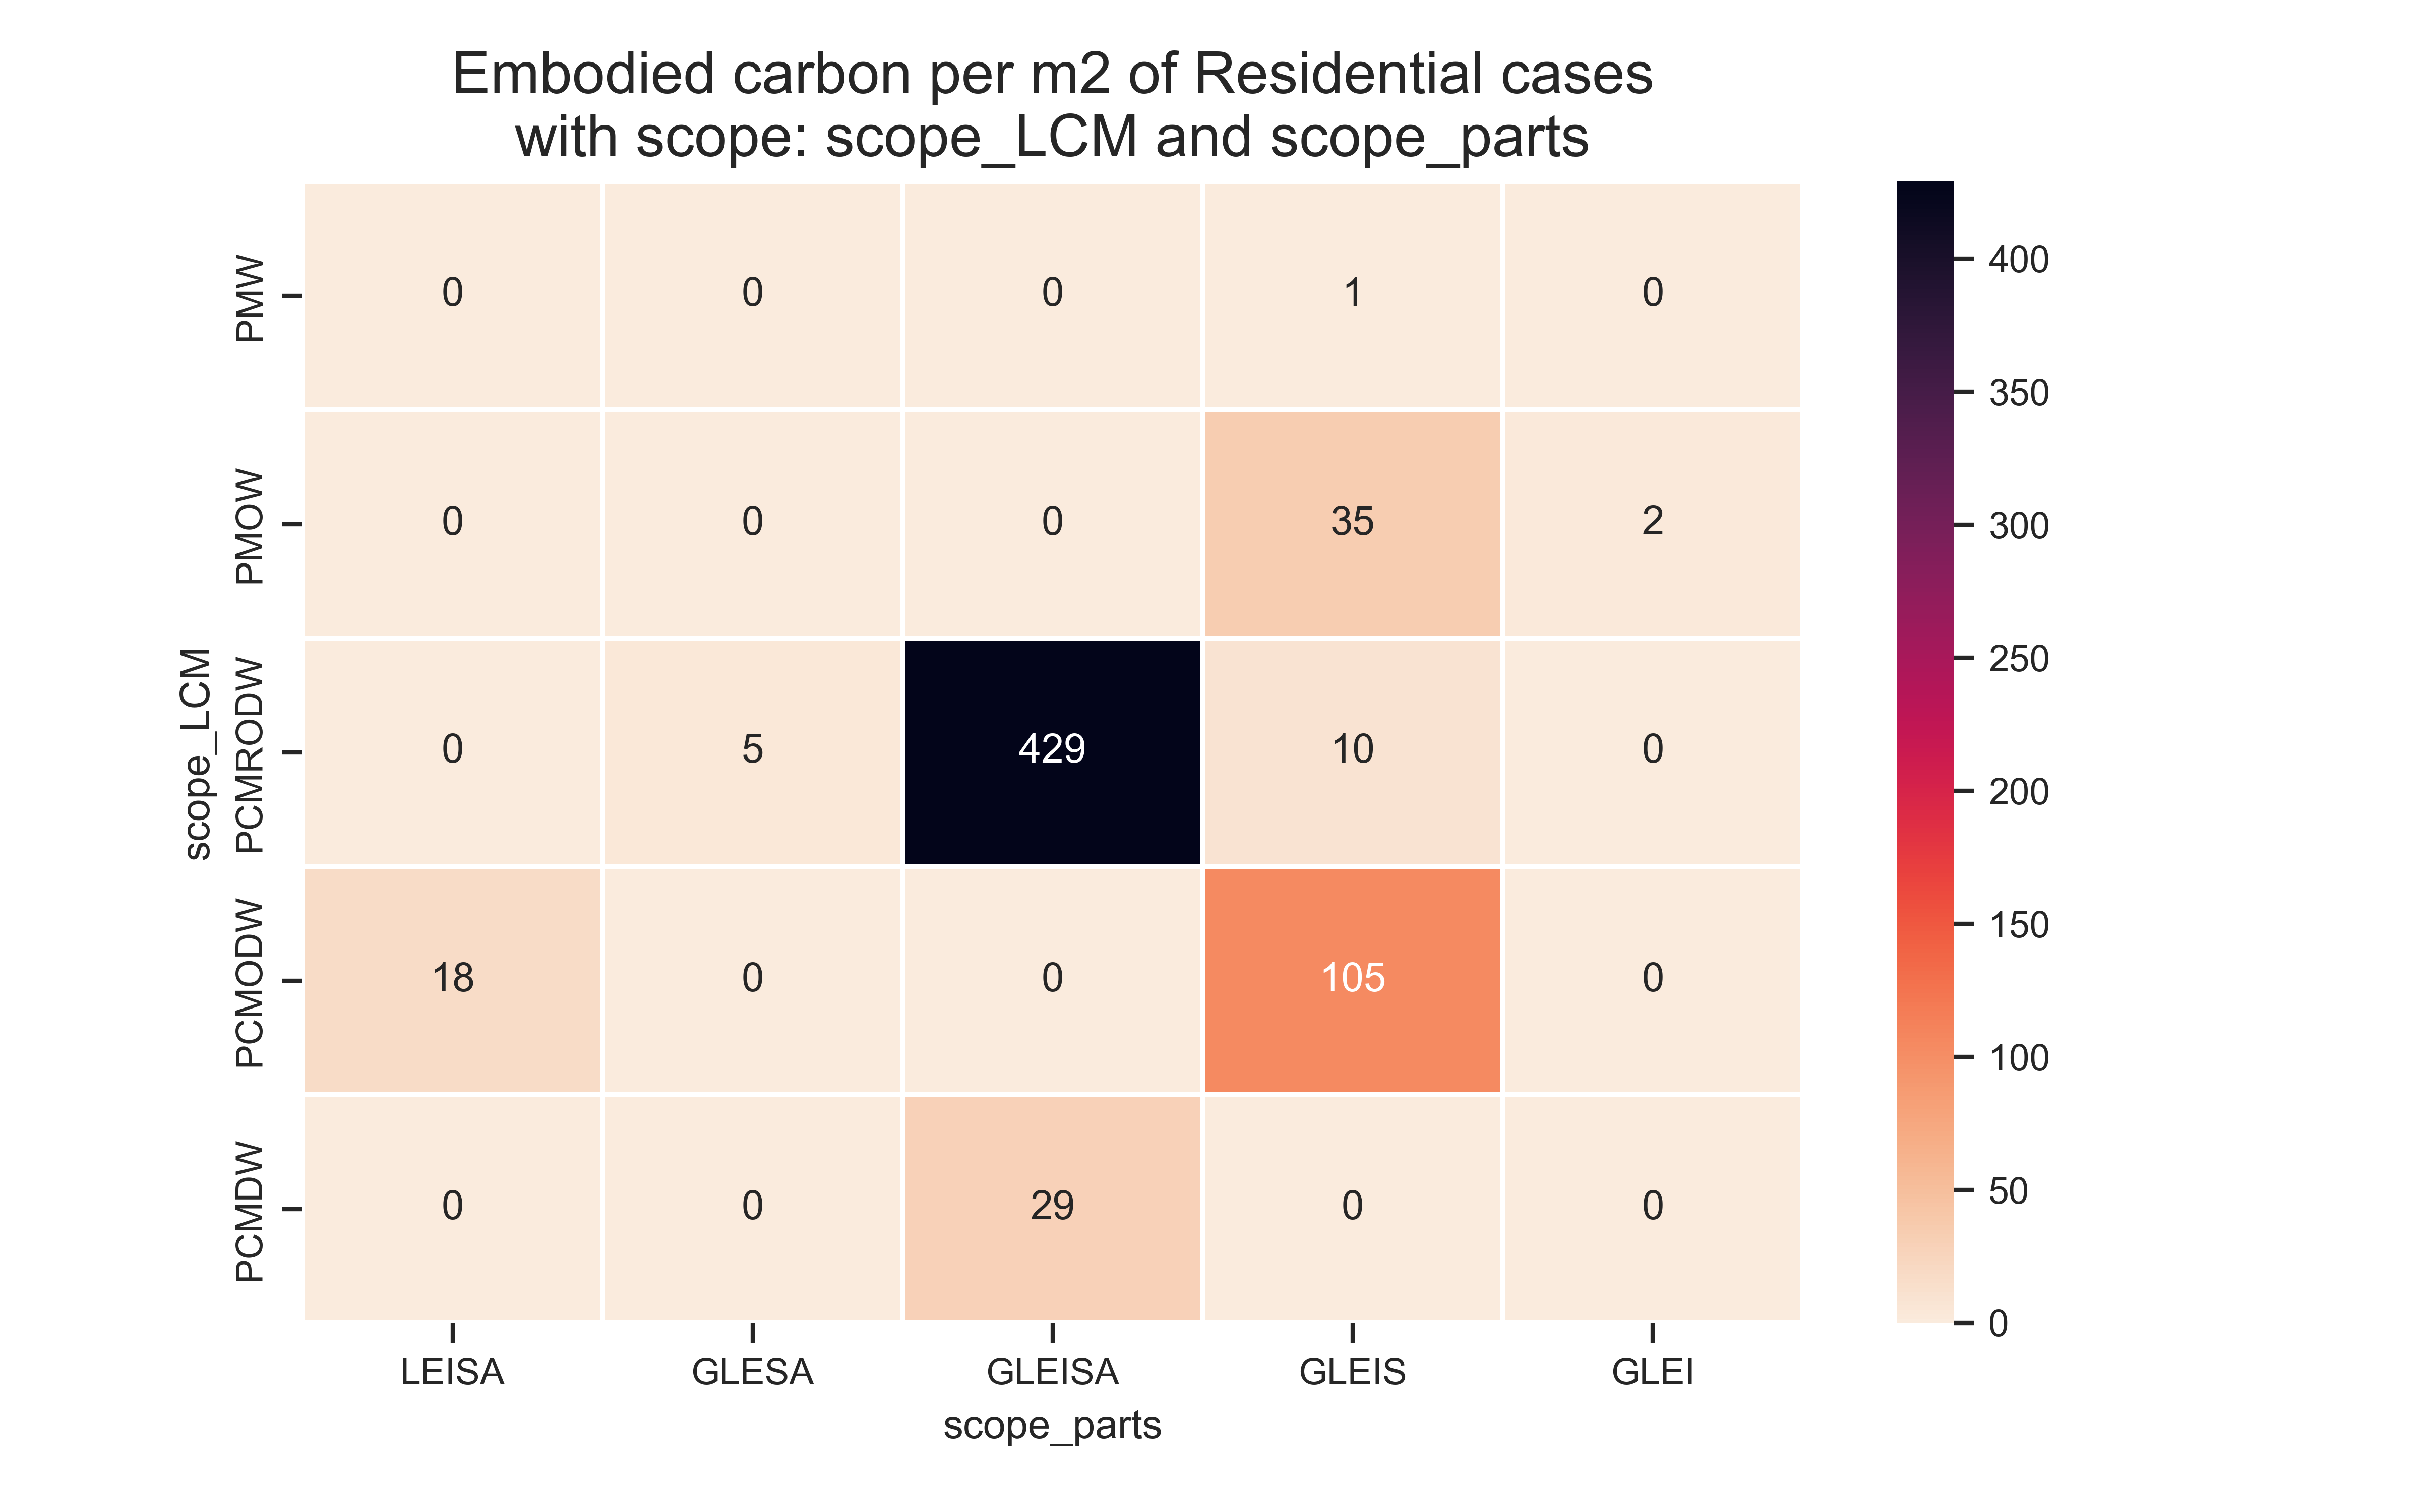 Embodied carbon per m2 of Residential cases
with scope: scope_LCM and scope_parts
scope_LCM
PMW
0 0 0 1 0
PMOW
0 0 0 35 2
PCMRODW
0 5 429 10 0
PCMODW
18 0 0 105 0
PCMDW
0 0 29 0 0
LEISA GLESA GLEISA GLEIS GLEI
scope_parts
400
350
300
250
200
150
100
50
0